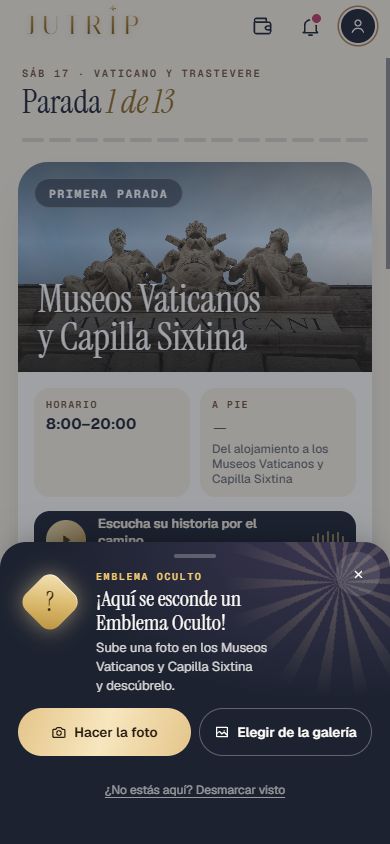 JUTRIP
SÁB 17 · VATICANO Y TRASTEVERE
Parada 1 de 13
PRIMERA PARADA
Museos Vaticanos
y Capilla Sixtina
HORARIO
8:00–20:00
A PIE
—
Del alojamiento a los
Museos Vaticanos y
Capilla Sixtina
Escucha su historia por el
camino
EMBLEMA OCULTO
?
¡Aquí se esconde un
Emblema Oculto!
Sube una foto en los Museos
Vaticanos y Capilla Sixtina
y descúbrelo.
Hacer la foto
Elegir de la galería
¿No estás aquí? Desmarcar visto